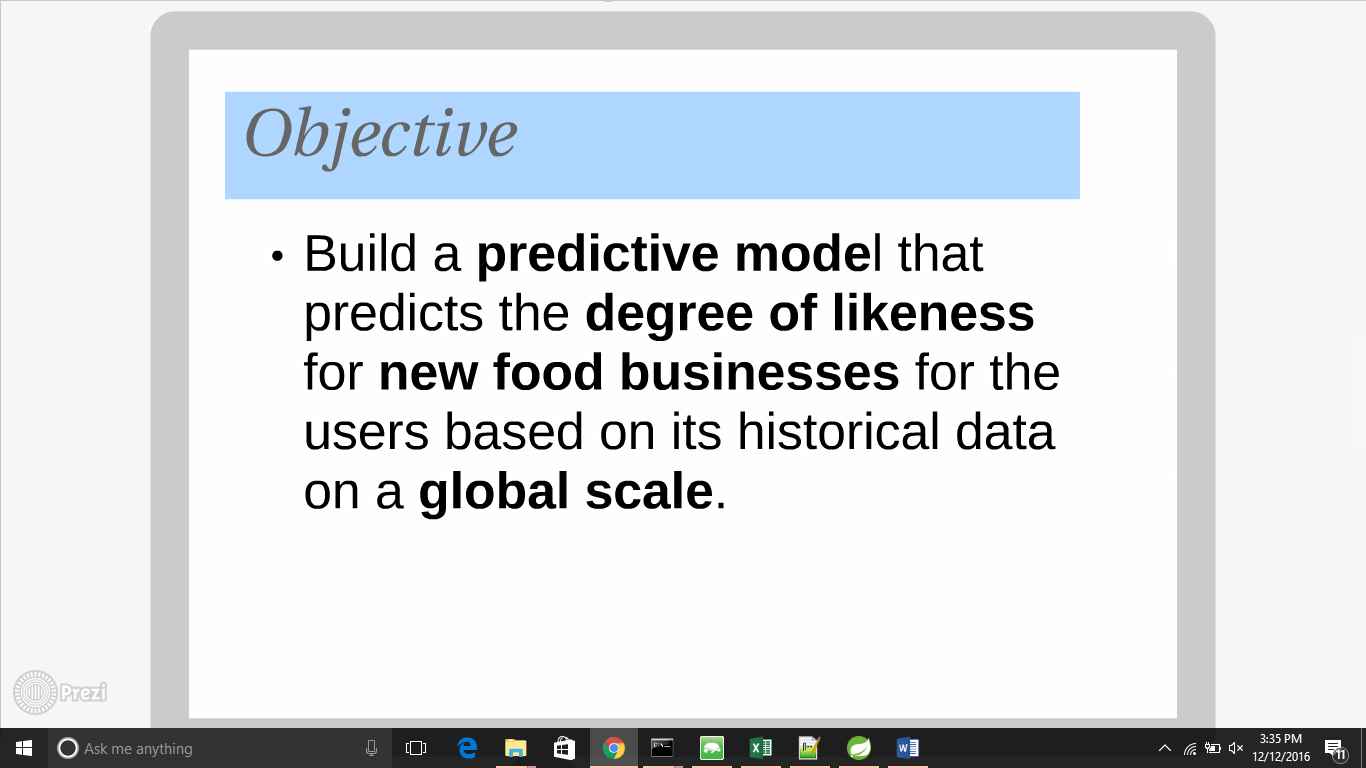 Objective
• Build a predictive model that
predicts the degree of likeness
for new food businesses for the
users based on its historical data
on a global scale.
Prezi
Ask me anything
3:35 PM
12/12/2016
11